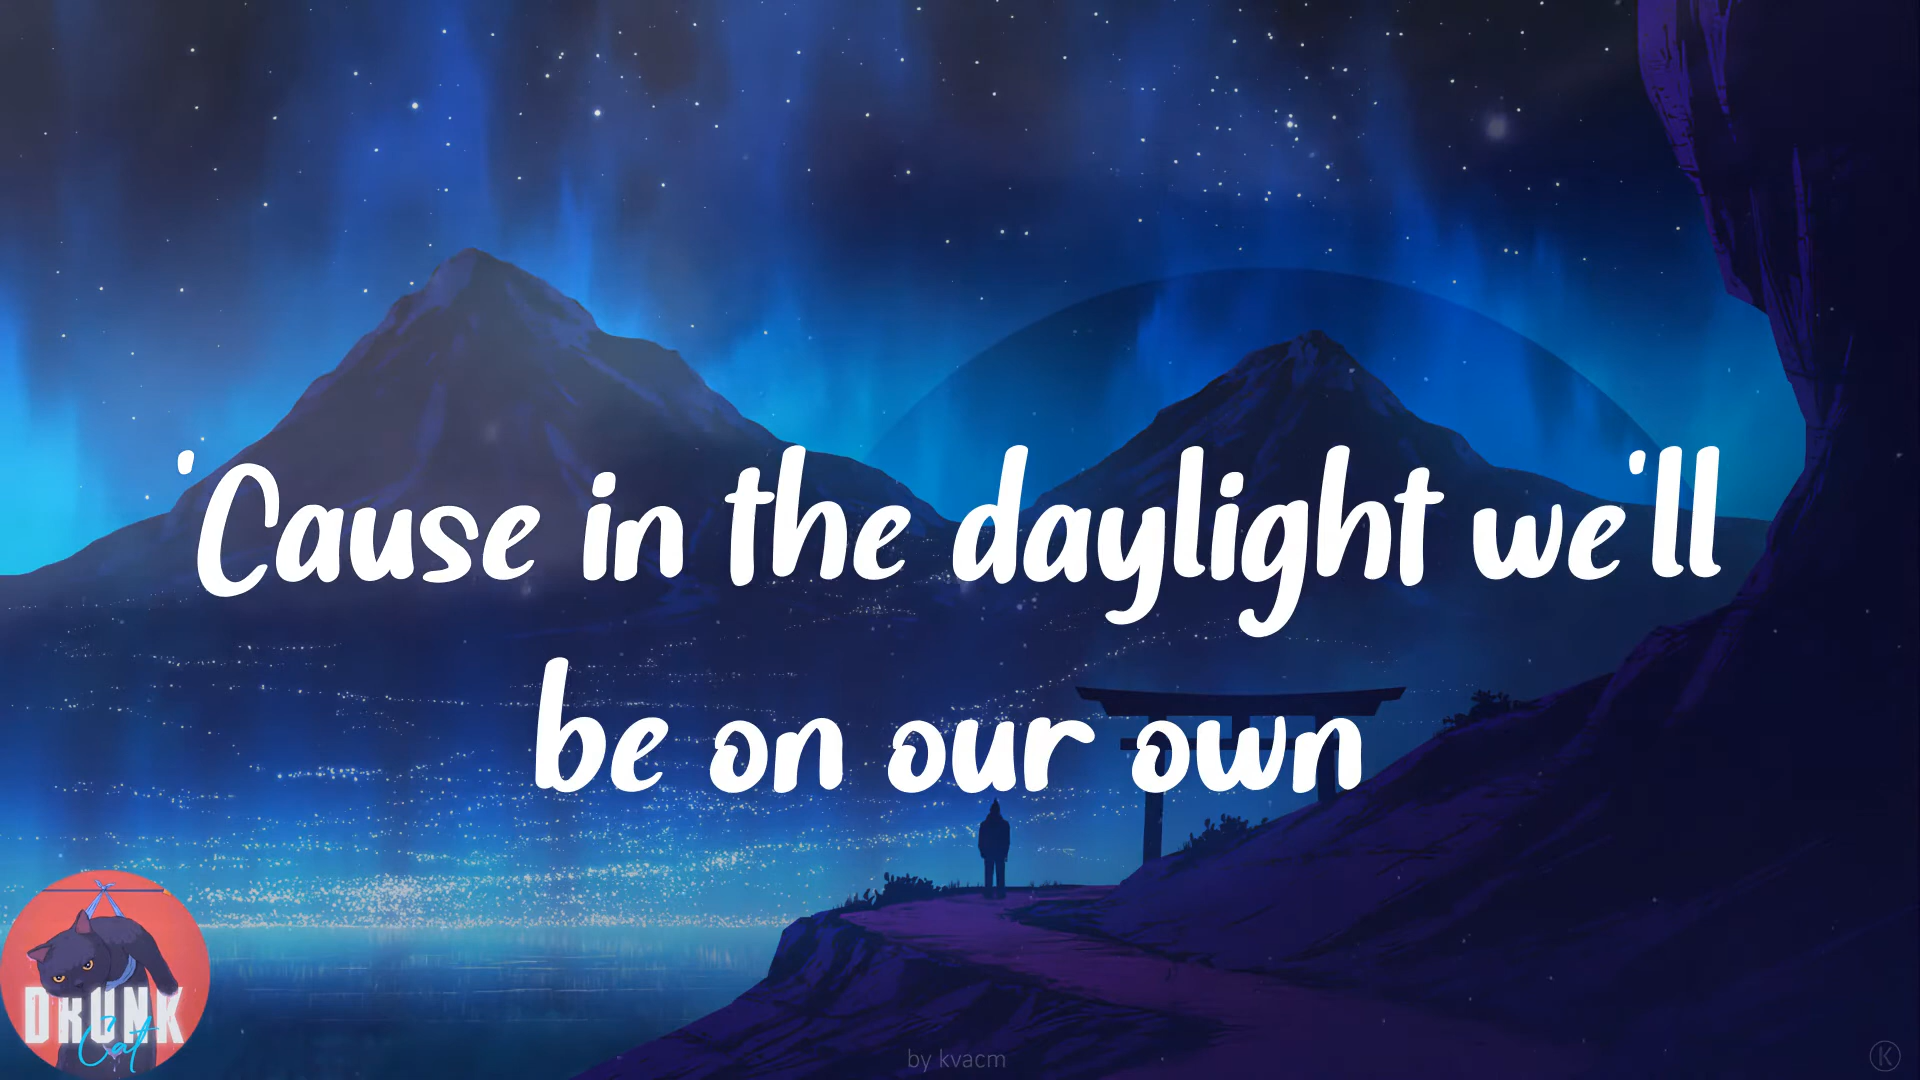 'Cause in the daylight we'll
be on our own
DRUNK
Cat
by kvacm
K